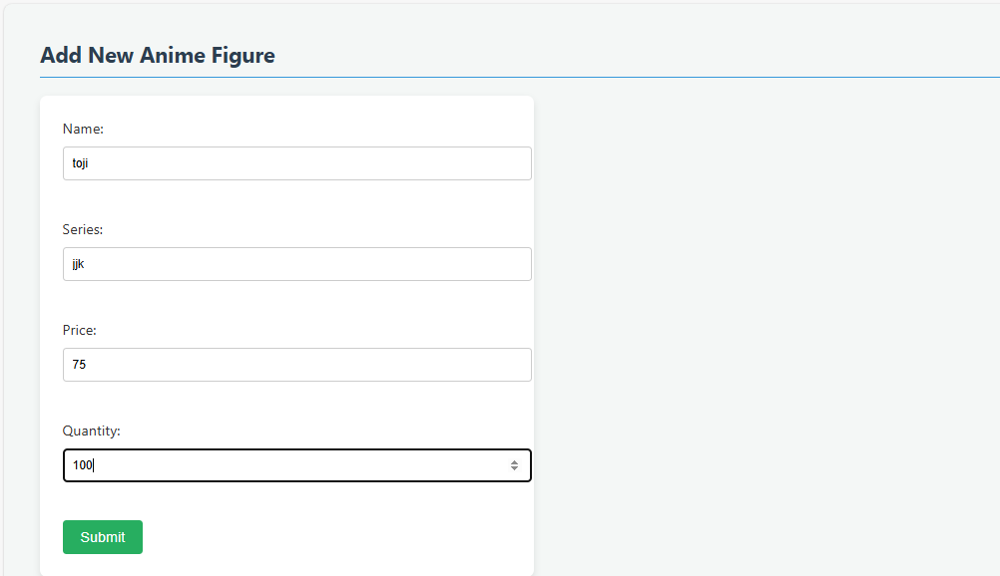 Add New Anime Figure
Name:
toji
Series:
jjk
Price:
75
Quantity:
100
Submit